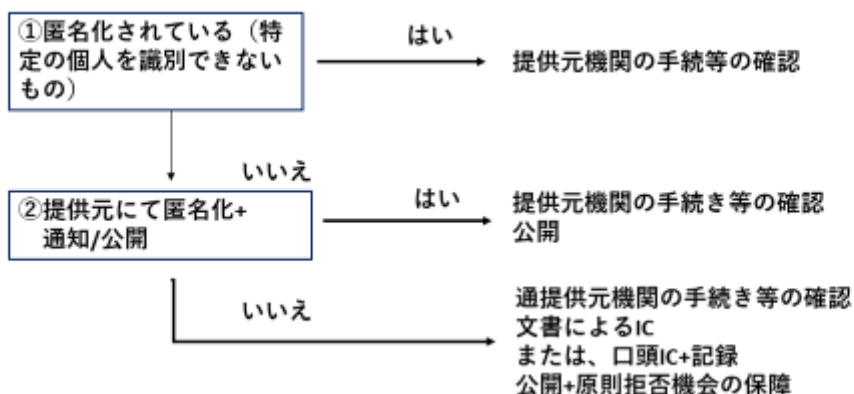 ①匿名化されている（特
定の個人を識別できない
もの）
はい
提供元機関の手続等の確認
いいえ
②提供元にて匿名化+
通知/公開
はい
提供元機関の手続き等の確認
公開
いいえ
通提供元機関の手続き等の確認
文書によるIC
または、口頭IC+記録
公開+原則拒否機会の保障